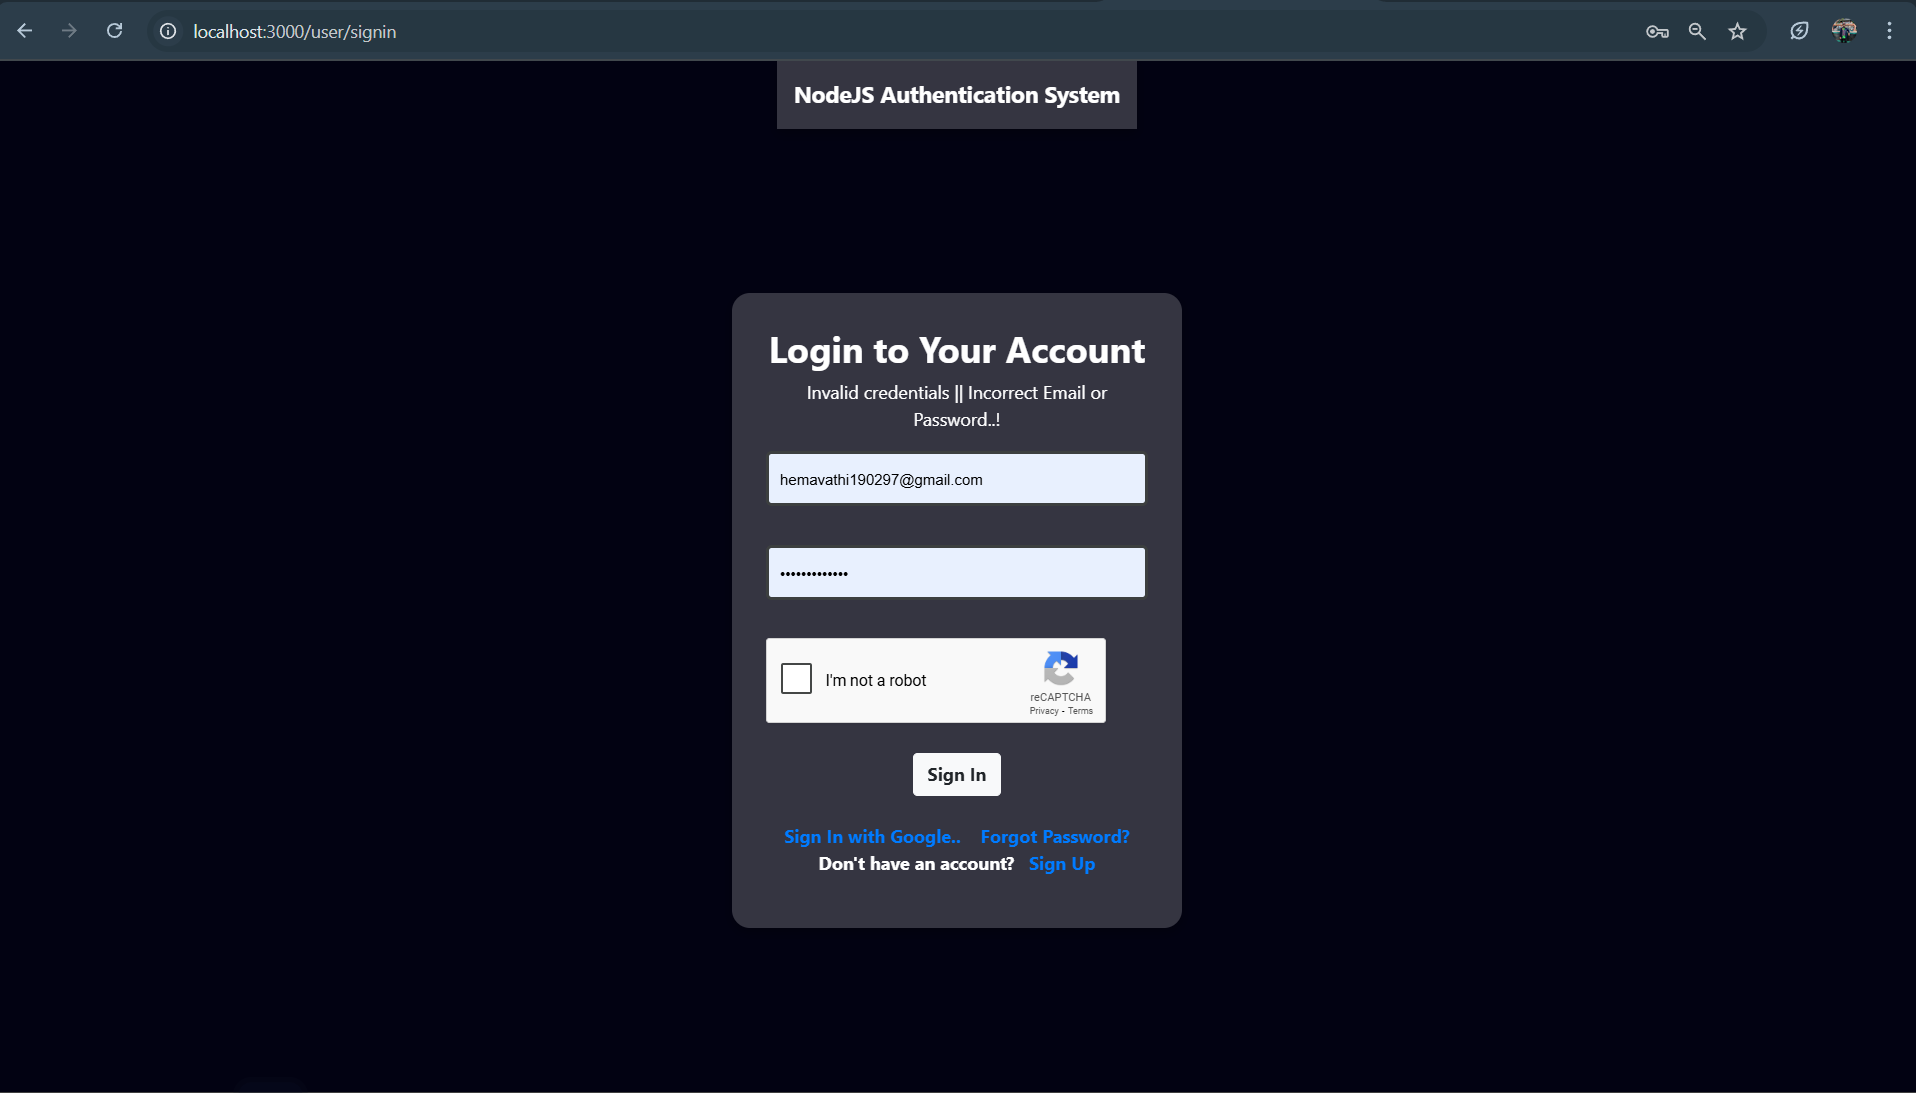 localhost:3000/user/signin
NodeJS Authentication System
Login to Your Account
Invalid credentials || Incorrect Email or
Password..!
hemavathi190297@gmail.com
•••••••••••••
I'm not a robot
reCAPTCHA
Privacy - Terms
Sign In
Sign In with Google.. Forgot Password?
Don't have an account? Sign Up